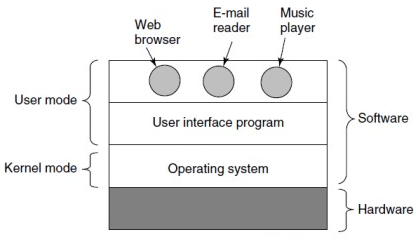 Web
browser
E-mail
reader
Music
player
User mode
User interface program
Software
Kernel mode
Operating system
Hardware